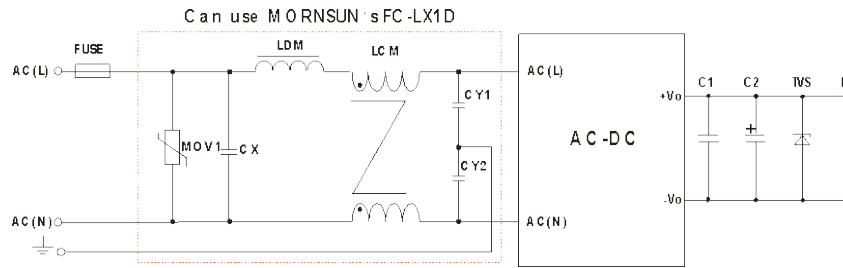 Can use MORNSUN's FC-LX1D
FUSE
LDM
LCM
AC(L)
AC(L)
C1
C2
TVS
CY1
+Vo
MOV1
CX
AC-DC
+
CY2
-Vo
AC(N)
AC(N)